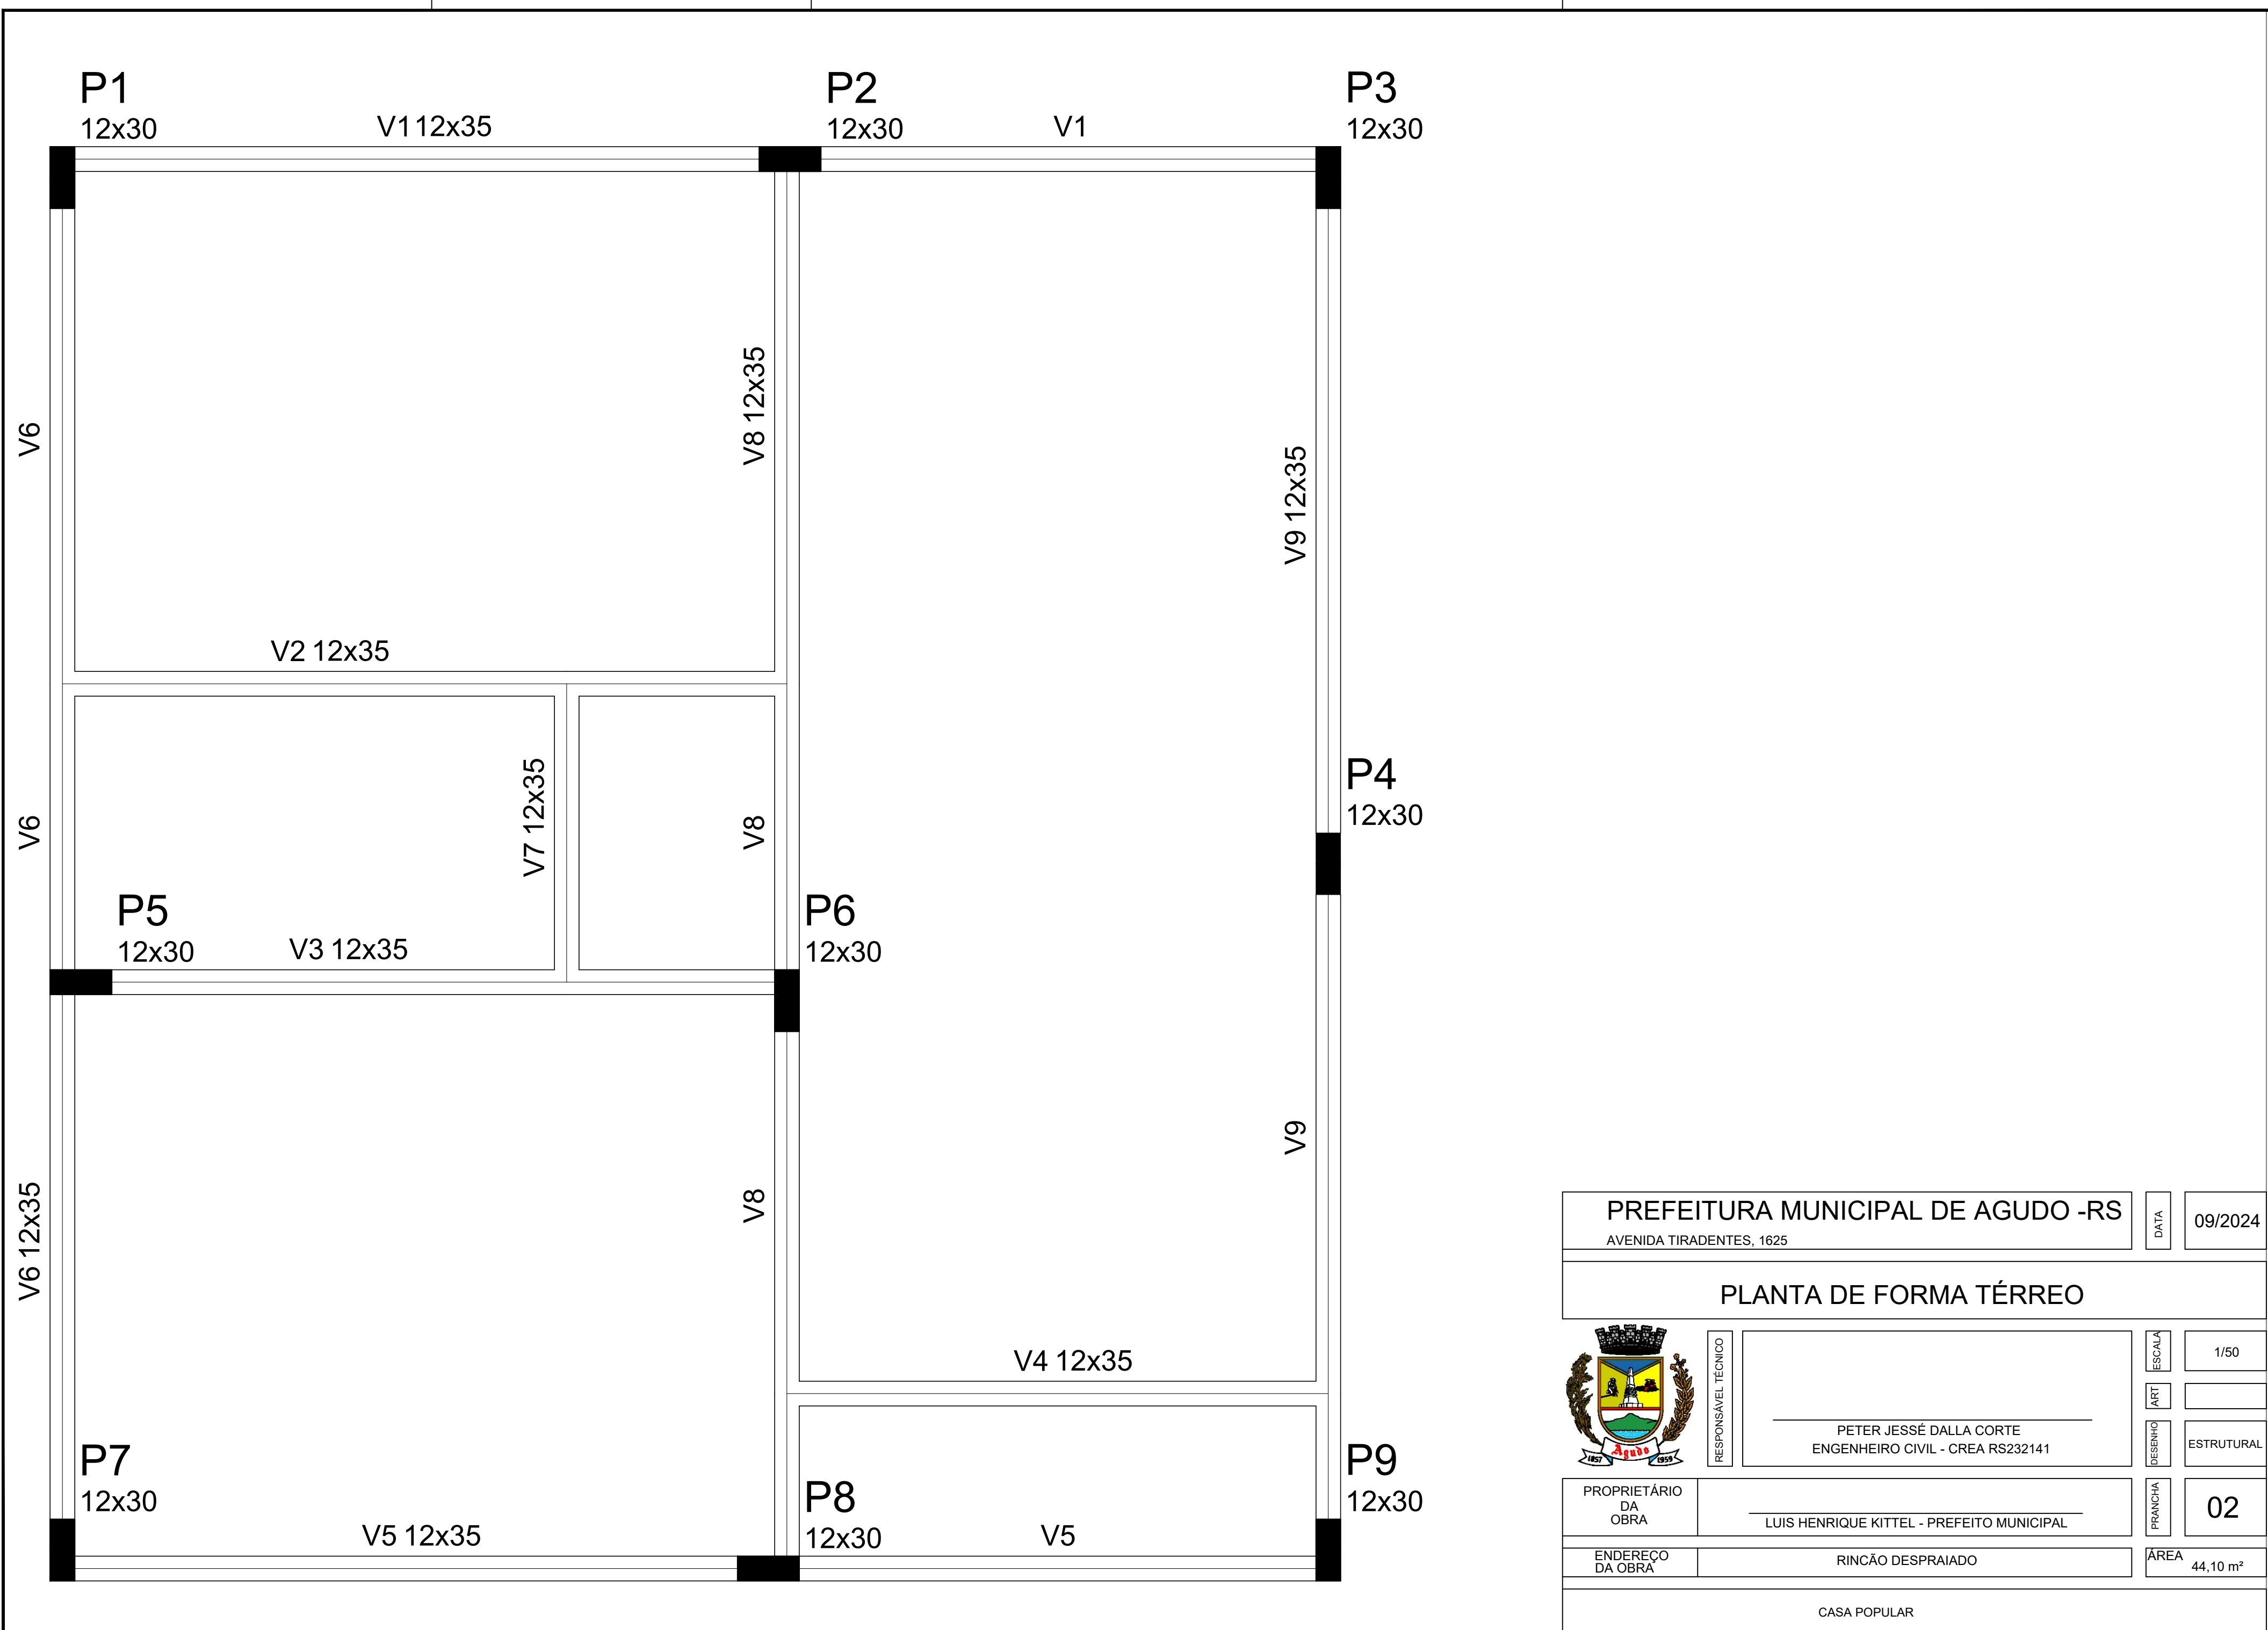 P1
12x30
V1 12x35
P2
12x30
V1
P3
12x30
V6
V8 12x35
V9 12x35
V2 12x35
V6
V7 12x35
V8
P4
12x30
P5
12x30
V3 12x35
P6
12x30
V6 12x35
V8
V9
V4 12x35
P7
12x30
V5 12x35
P8
12x30
V5
P9
12x30
PREFEITURA MUNICIPAL DE AGUDO -RS
AVENIDA TIRADENTES, 1625
DATA
09/2024
PLANTA DE FORMA TÉRREO
Agudo
1857
1959
RESPONSÁVEL TÉCNICO
PETER JESSÉ DALLA CORTE
ENGENHEIRO CIVIL - CREA RS232141
ESCALA
1/50
ART
DESENHO
ESTRUTURAL
PROPRIETÁRIO
DA
OBRA
LUIS HENRIQUE KITTEL - PREFEITO MUNICIPAL
PRANCHA
02
ENDEREÇO
DA OBRA
RINCÃO DESPRAIADO
ÁREA
44,10 m²
CASA POPULAR